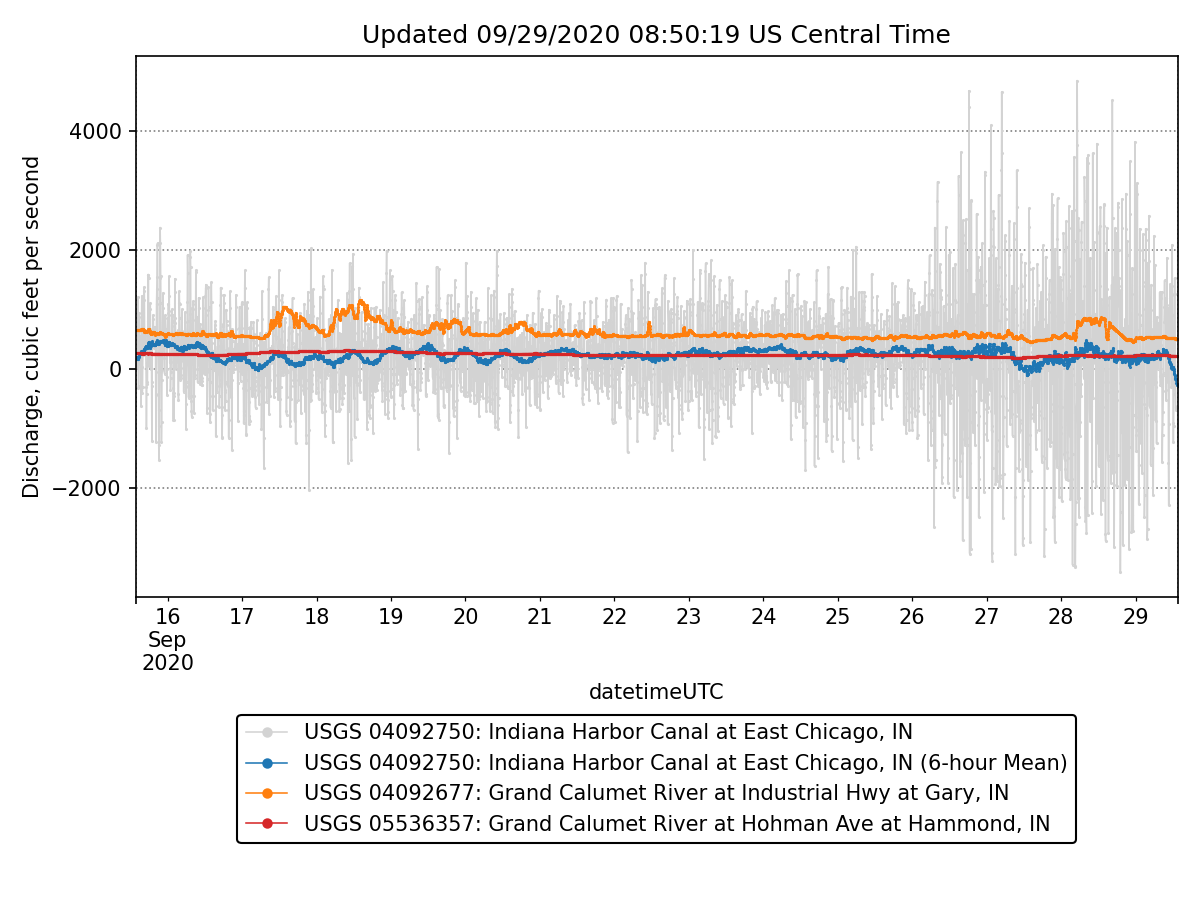 Updated 09/29/2020 08:50:19 US Central Time
Discharge, cubic feet per second
4000
2000
0
−2000
16 17 18 19 20 21 22 23 24 25 26 27 28 29
Sep
2020
datetimeUTC
USGS 04092750: Indiana Harbor Canal at East Chicago, IN
USGS 04092750: Indiana Harbor Canal at East Chicago, IN (6-hour Mean)
USGS 04092677: Grand Calumet River at Industrial Hwy at Gary, IN
USGS 05536357: Grand Calumet River at Hohman Ave at Hammond, IN